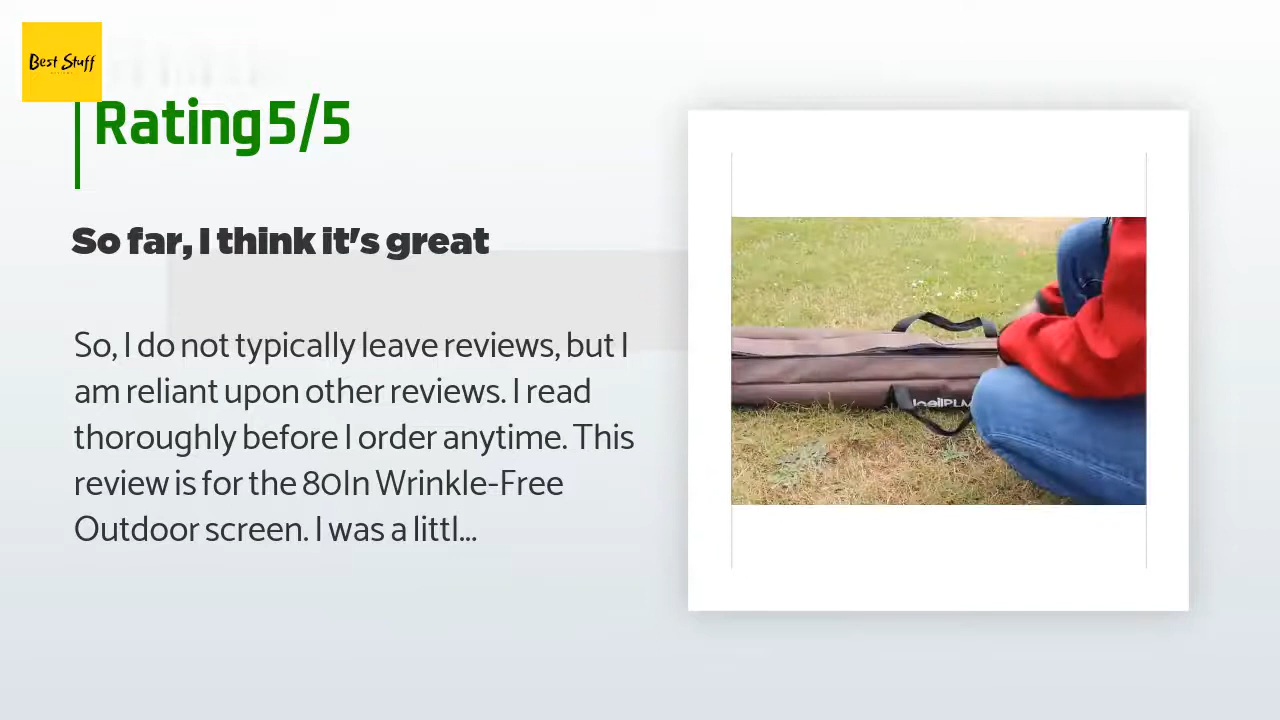 Best Stuff
Rating 5/5
So far, I think it's great
So, I do not typically leave reviews, but I
am reliant upon other reviews. I read
thoroughly before I order anytime. This
review is for the 80In Wrinkle-Free
Outdoor screen. I was a littl...